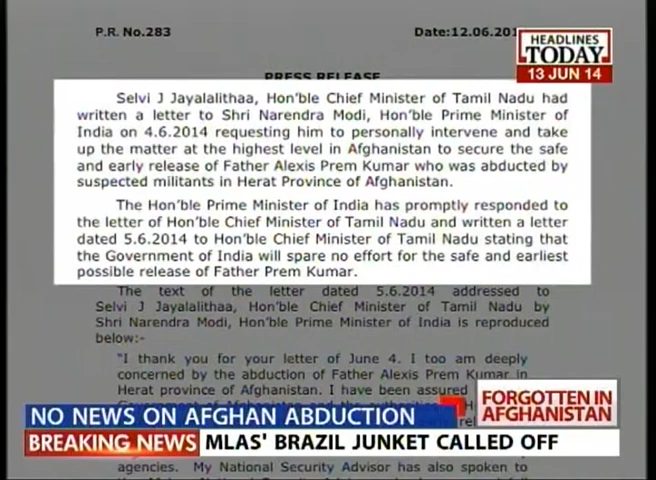 P.R. No.283 Date:12.06.201
HEADLINES
TODAY
13 JUN 14
PRESS RELEASE
Selvi J Jayalalithaa, Hon'ble Chief Minister of Tamil Nadu had
written a letter to Shri Narendra Modi, Hon'ble Prime Minister of
India on 4.6.2014 requesting him to personally intervene and take
up the matter at the highest level in Afghanistan to secure the safe
and early release of Father Alexis Prem Kumar who was abducted by
suspected militants in Herat Province of Afghanistan.
The Hon'ble Prime Minister of India has promptly responded to
the letter of Hon'ble Chief Minister of Tamil Nadu and written a letter
dated 5.6.2014 to Hon'ble Chief Minister of Tamil Nadu stating that
the Government of India will spare no effort for the safe and earliest
possible release of Father Prem Kumar.
The text of the letter dated 5.6.2014 addressed to
Selvi J Jayalalithaa, Hon'ble Chief Minister of Tamil Nadu by
Shri Narendra Modi, Hon'ble Prime Minister of India is reproduced
below:-
"I thank you for your letter of June 4. I too am deeply
concerned by the abduction of Father Alexis Prem Kumar in
Herat province of Afghanistan. I have been assured
FORGOTTEN IN
AFGHANISTAN
NO NEWS ON AFGHAN ABDUCTION
BREAKING NEWS MLAS' BRAZIL JUNKET CALLED OFF
agencies. My National Security Advisor has also spoken to